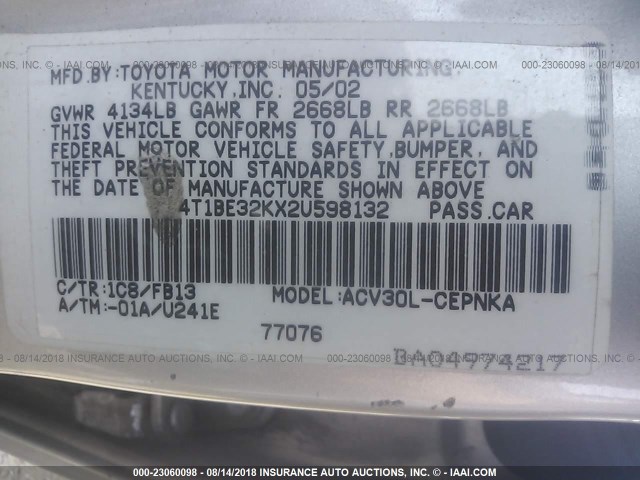 MFD.BY:TOYOTA MOTOR MANUFACTURING,
KENTUCKY,INC. 05/02
GVWR 4134LB GAWR FR 2668LB RR 2668LB
THIS VEHICLE CONFORMS TO ALL APPLICABLE
FEDERAL MOTOR VEHICLE SAFETY,BUMPER, AND
THEFT PREVENTION STANDARDS IN EFFECT ON
THE DATE OF MANUFACTURE SHOWN ABOVE
4T1BE32KX2U598132 PASS.CAR
C/TR:1C8/FB13 MODEL:ACV30L-CEPNKA
A/TM:-01A/U241E
77076
DA04974217
000-23060098 - 08/14/2018 INSURANCE AUTO AUCTIONS, INC. (C) - IAAI.COM